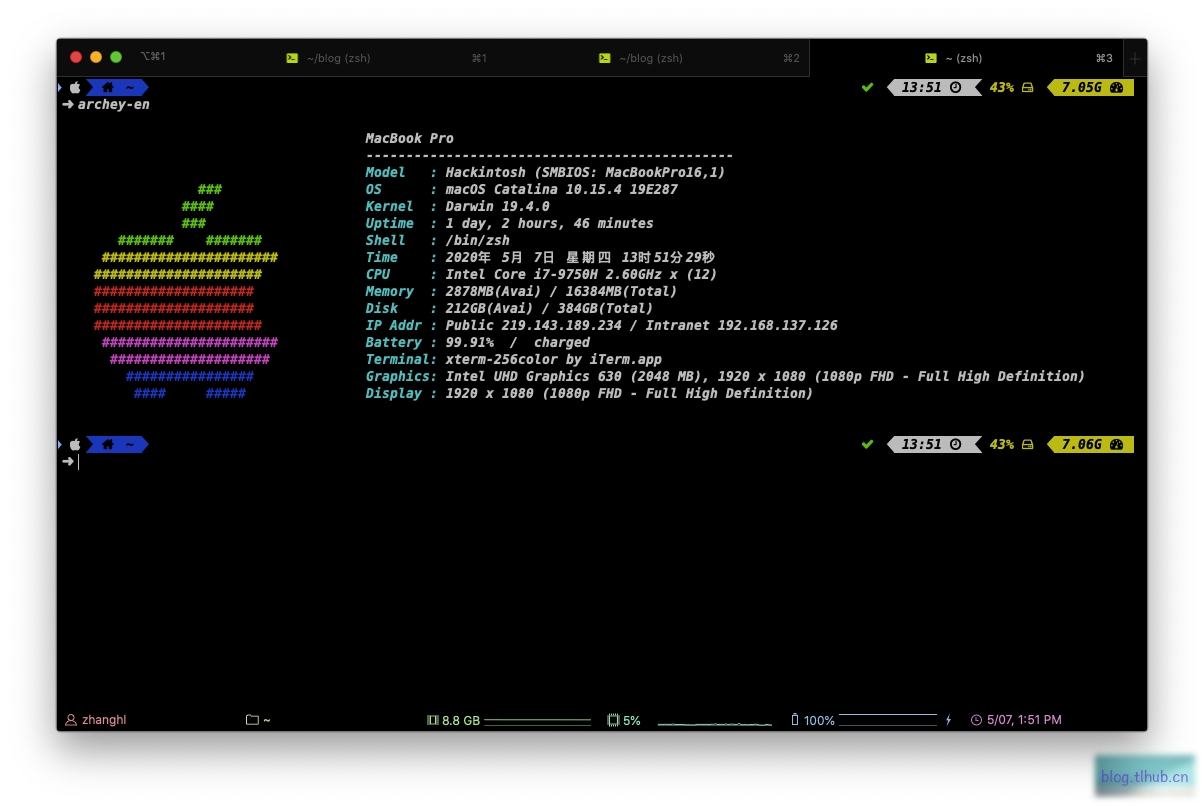 ⌥⌘1 ~/blog (zsh) ⌘1 ~/blog (zsh) ⌘2 ~ (zsh) ⌘3 +
~ ✔ 13:51 43% 7.05G
➜ archey-en
MacBook Pro
----------------------------------------------
Model : Hackintosh (SMBIOS: MacBookPro16,1)
### OS : macOS Catalina 10.15.4 19E287
#### Kernel : Darwin 19.4.0
### Uptime : 1 day, 2 hours, 46 minutes
####### ####### Shell : /bin/zsh
###################### Time : 2020年 5月 7日 星期四 13时51分29秒
##################### CPU : Intel Core i7-9750H 2.60GHz x (12)
#################### Memory : 2878MB(Avai) / 16384MB(Total)
#################### Disk : 212GB(Avai) / 384GB(Total)
##################### IP Addr : Public 219.143.189.234 / Intranet 192.168.137.126
###################### Battery : 99.91% / charged
#################### Terminal: xterm-256color by iTerm.app
################ Graphics: Intel UHD Graphics 630 (2048 MB), 1920 x 1080 (1080p FHD - Full High Definition)
#### ##### Display : 1920 x 1080 (1080p FHD - Full High Definition)
~ ✔ 13:51 43% 7.06G
➜
zhanghl ~ 8.8 GB 5% 100% 5/07, 1:51 PM
blog.tlhub.cn